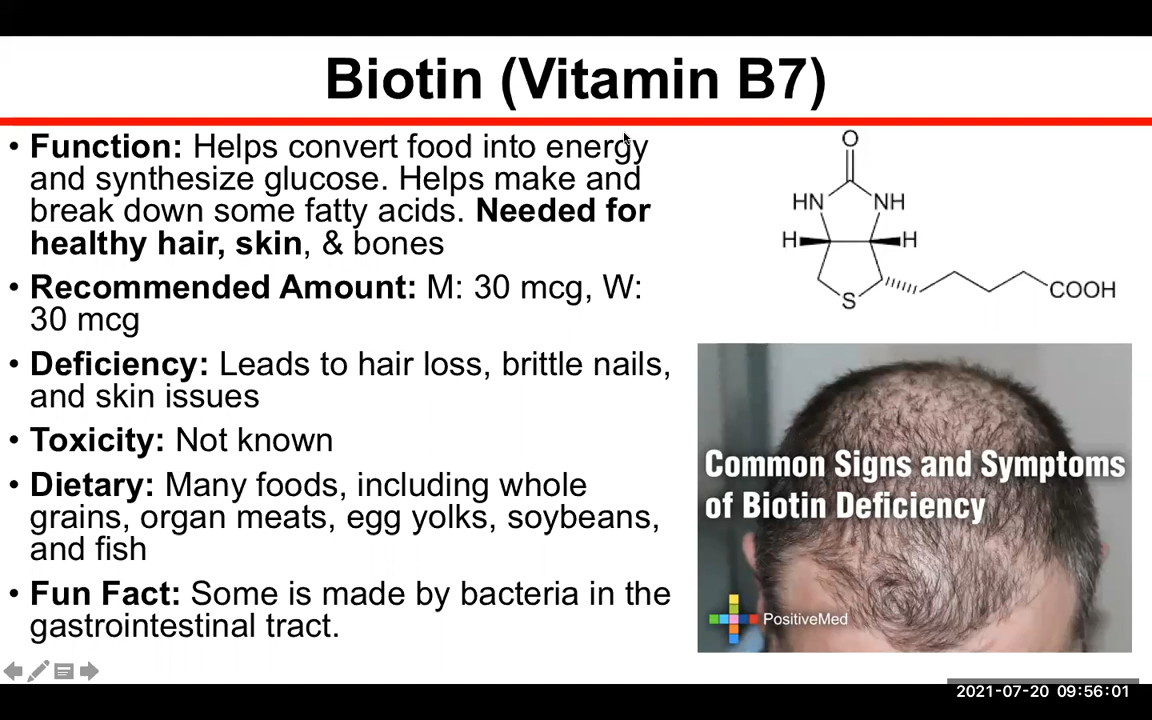 Biotin (Vitamin B7)
• Function: Helps convert food into energy
and synthesize glucose. Helps make and
break down some fatty acids. Needed for
healthy hair, skin, & bones
• Recommended Amount: M: 30 mcg, W:
30 mcg
• Deficiency: Leads to hair loss, brittle nails,
and skin issues
• Toxicity: Not known
• Dietary: Many foods, including whole
grains, organ meats, egg yolks, soybeans,
and fish
• Fun Fact: Some is made by bacteria in the
gastrointestinal tract.
O
HN NH
H H
S
COOH
Common Signs and Symptoms
of Biotin Deficiency
PositiveMed
2021-07-20 09:56:01